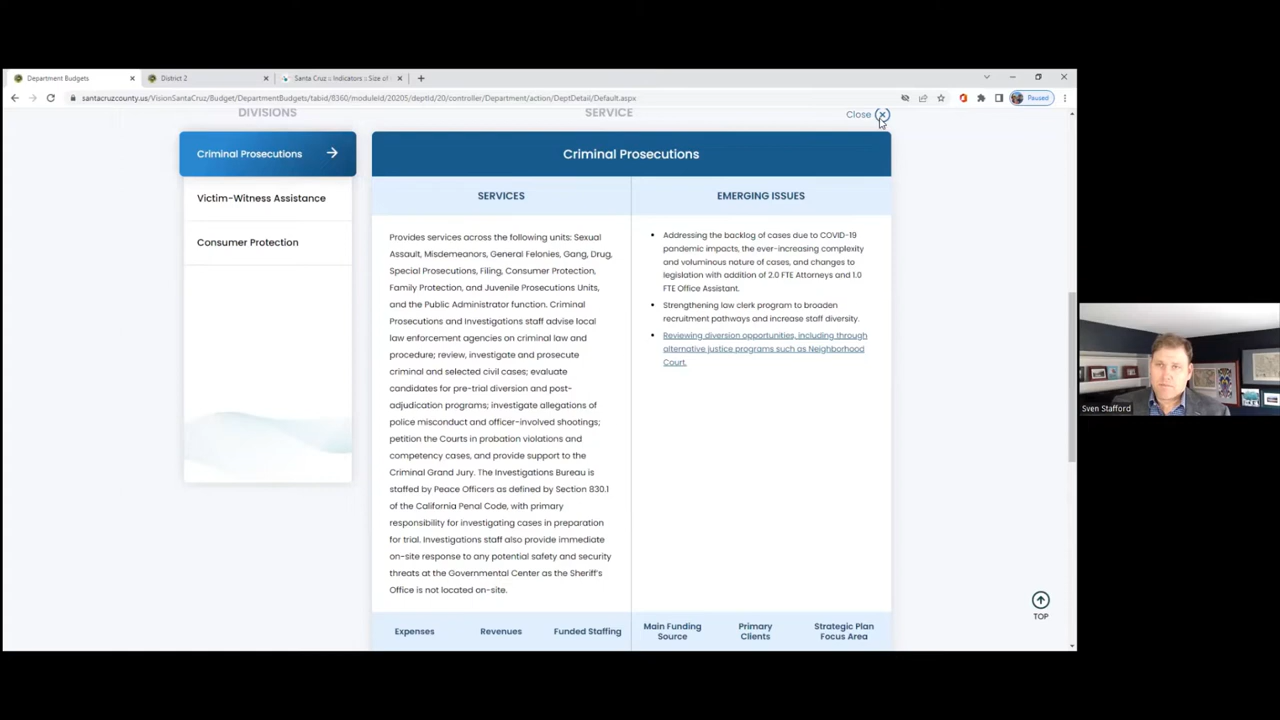 Department Budgets
District 2
Santa Cruz :: Indicators :: Size of
santacruzcounty.us/VisionSantaCruz/Budget/DepartmentBudgets/tabid/8360/moduleId/20205/deptId/20/controller/Department/action/DeptDetail/Default.aspx
Paused
DIVISIONS
SERVICE
Close
Criminal Prosecutions
Victim-Witness Assistance
Consumer Protection
Criminal Prosecutions
SERVICES
Provides services across the following units: Sexual
Assault, Misdemeanors, General Felonies, Gang, Drug,
Special Prosecutions, Filing, Consumer Protection,
Family Protection, and Juvenile Prosecutions Units,
and the Public Administrator function. Criminal
Prosecutions and Investigations staff advise local
law enforcement agencies on criminal law and
procedure; review, investigate and prosecute
criminal and selected civil cases; evaluate
candidates for pre-trial diversion and post-
adjudication programs; investigate allegations of
police misconduct and officer-involved shootings;
petition the Courts in probation violations and
competency cases, and provide support to the
Criminal Grand Jury. The Investigations Bureau is
staffed by Peace Officers as defined by Section 830.1
of the California Penal Code, with primary
responsibility for investigating cases in preparation
for trial. Investigations staff also provide immediate
on-site response to any potential safety and security
threats at the Governmental Center as the Sheriff's
Office is not located on-site.
EMERGING ISSUES
Addressing the backlog of cases due to COVID-19
pandemic impacts, the ever-increasing complexity
and voluminous nature of cases, and changes to
legislation with addition of 2.0 FTE Attorneys and 1.0
FTE Office Assistant.
Strengthening law clerk program to broaden
recruitment pathways and increase staff diversity.
Reviewing diversion opportunities, including through
alternative justice programs such as Neighborhood
Court.
Expenses
Revenues
Funded Staffing
Main Funding
Source
Primary
Clients
Strategic Plan
Focus Area
TOP
Sven Stafford